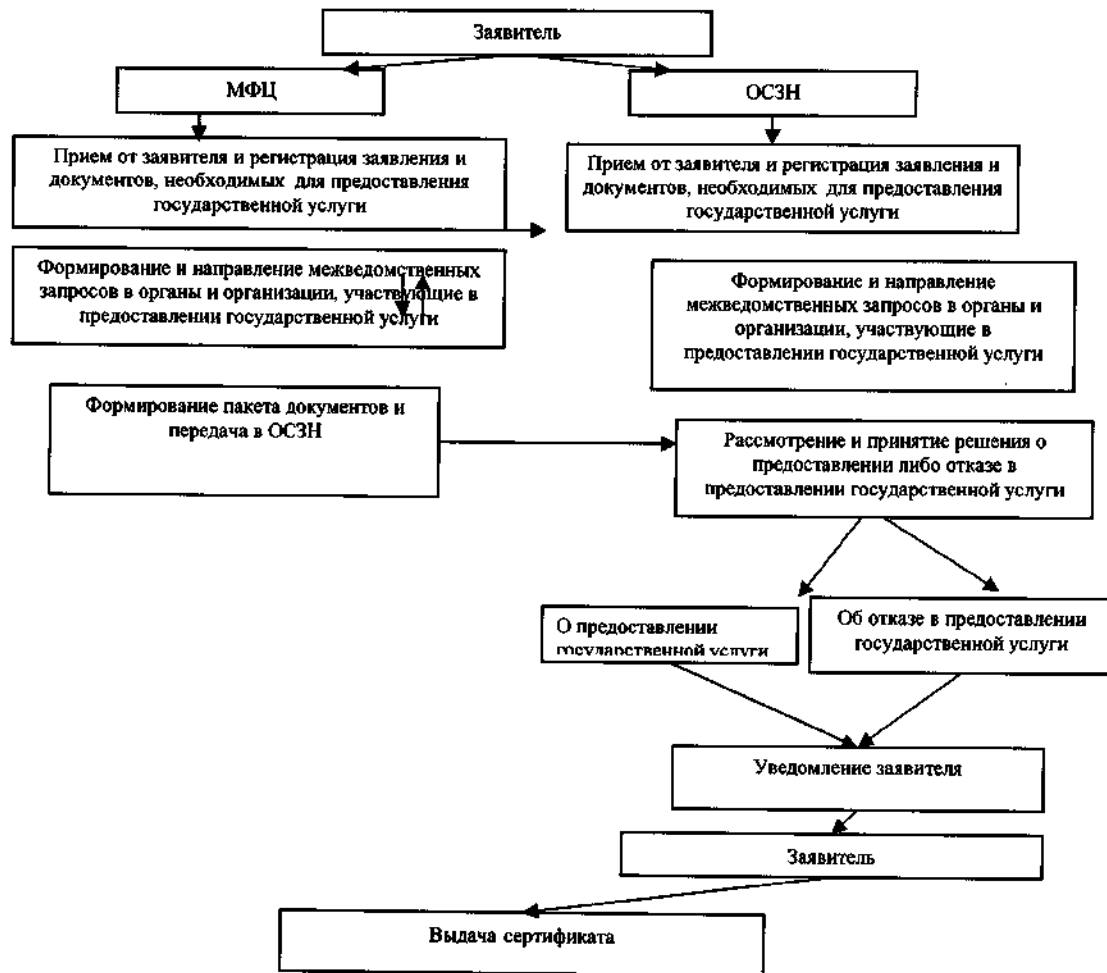 Заявитель
МФЦ
ОСЗН
Прием от заявителя и регистрация заявления и
документов, необходимых для предоставления
государственной услуги
Прием от заявителя и регистрация заявления и
документов, необходимых для предоставления
государственной услуги
Формирование и направление межведомственных
запросов в органы и организации, участвующие в
предоставлении государственной услуги
Формирование и направление
межведомственных запросов в органы и
организации, участвующие в
предоставлении государственной услуги
Формирование пакета документов и
передача в ОСЗН
Рассмотрение и принятие решения о
предоставлении либо отказе в
предоставлении государственной услуги
О предоставлении
государственной услуги
Об отказе в предоставлении
государственной услуги
Уведомление заявителя
Заявитель
Выдача сертификата